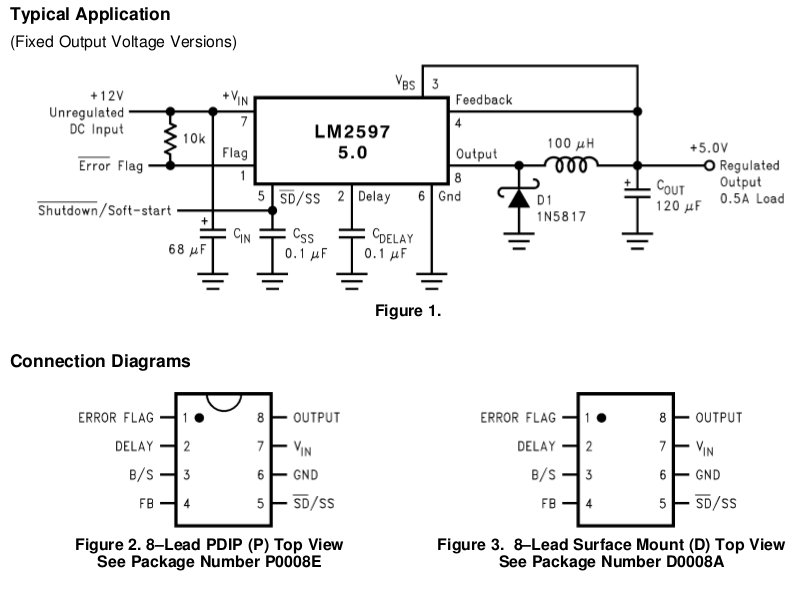 Typical Application
(Fixed Output Voltage Versions)
+12V
Unregulated
DC Input
+VIN
7
VBS
3
Feedback
4
10k
LM2597
5.0
Error Flag
Flag
1
Output
8
100 μH
+5.0V
Regulated
Output
0.5A Load
5
SD/SS
2
Delay
6
Gnd
D1
1N5817
+
COUT
120 μF
Shutdown/Soft-start
+
CIN
68 μF
CSS
0.1 μF
CDELAY
0.1 μF
Figure 1.
Connection Diagrams
ERROR FLAG 1 8 OUTPUT
DELAY 2 7 VIN
B/S 3 6 GND
FB 4 5 SD/SS
Figure 2. 8–Lead PDIP (P) Top View
See Package Number P0008E
ERROR FLAG 1 8 OUTPUT
DELAY 2 7 VIN
B/S 3 6 GND
FB 4 5 SD/SS
Figure 3. 8–Lead Surface Mount (D) Top View
See Package Number D0008A